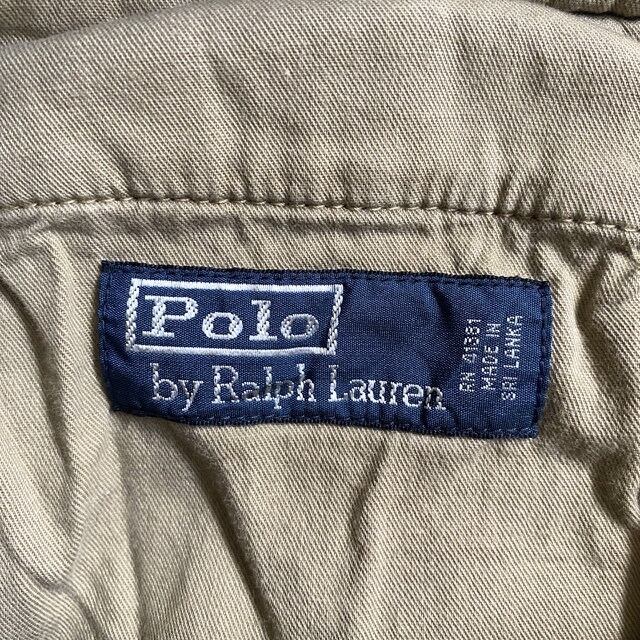 Polo
by Ralph Lauren
RN 41381
MADE IN
SRI LANKA